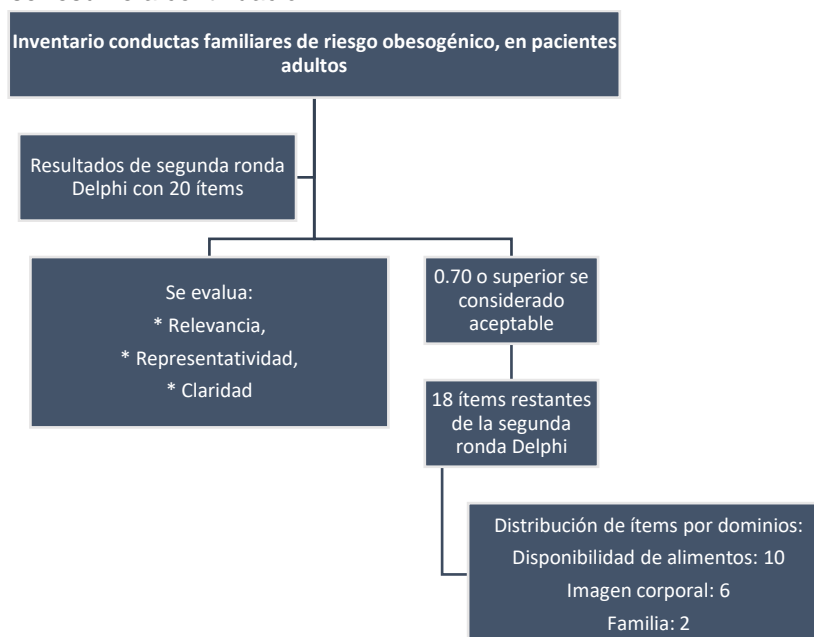 Inventario conductas familiares de riesgo obesogénico, en pacientes
adultos
Resultados de segunda ronda
Delphi con 20 ítems
Se evalua:
* Relevancia,
* Representatividad,
* Claridad
0.70 o superior se
considerado
aceptable
18 ítems restantes
de la segunda
ronda Delphi
Distribución de ítems por dominios:
Disponibilidad de alimentos: 10
Imagen corporal: 6
Familia: 2